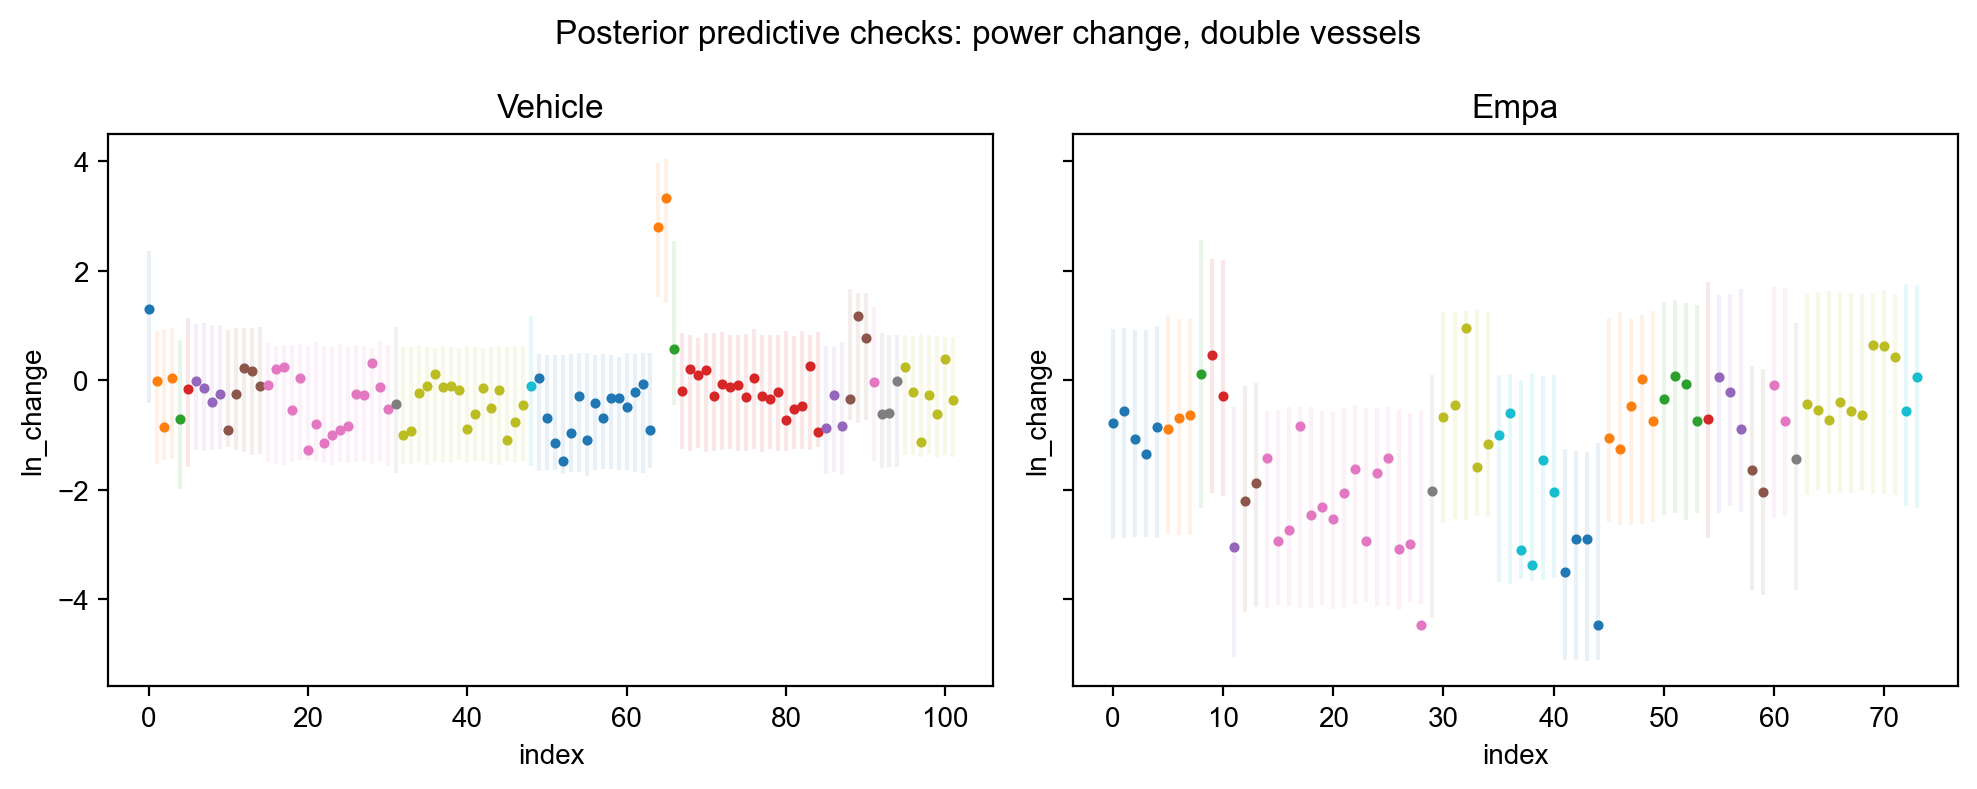 Posterior predictive checks: power change, double vessels
Vehicle
Empa
ln_change
4
2
0
−2
−4
0 20 40 60 80 100
index
ln_change
0 10 20 30 40 50 60 70
index